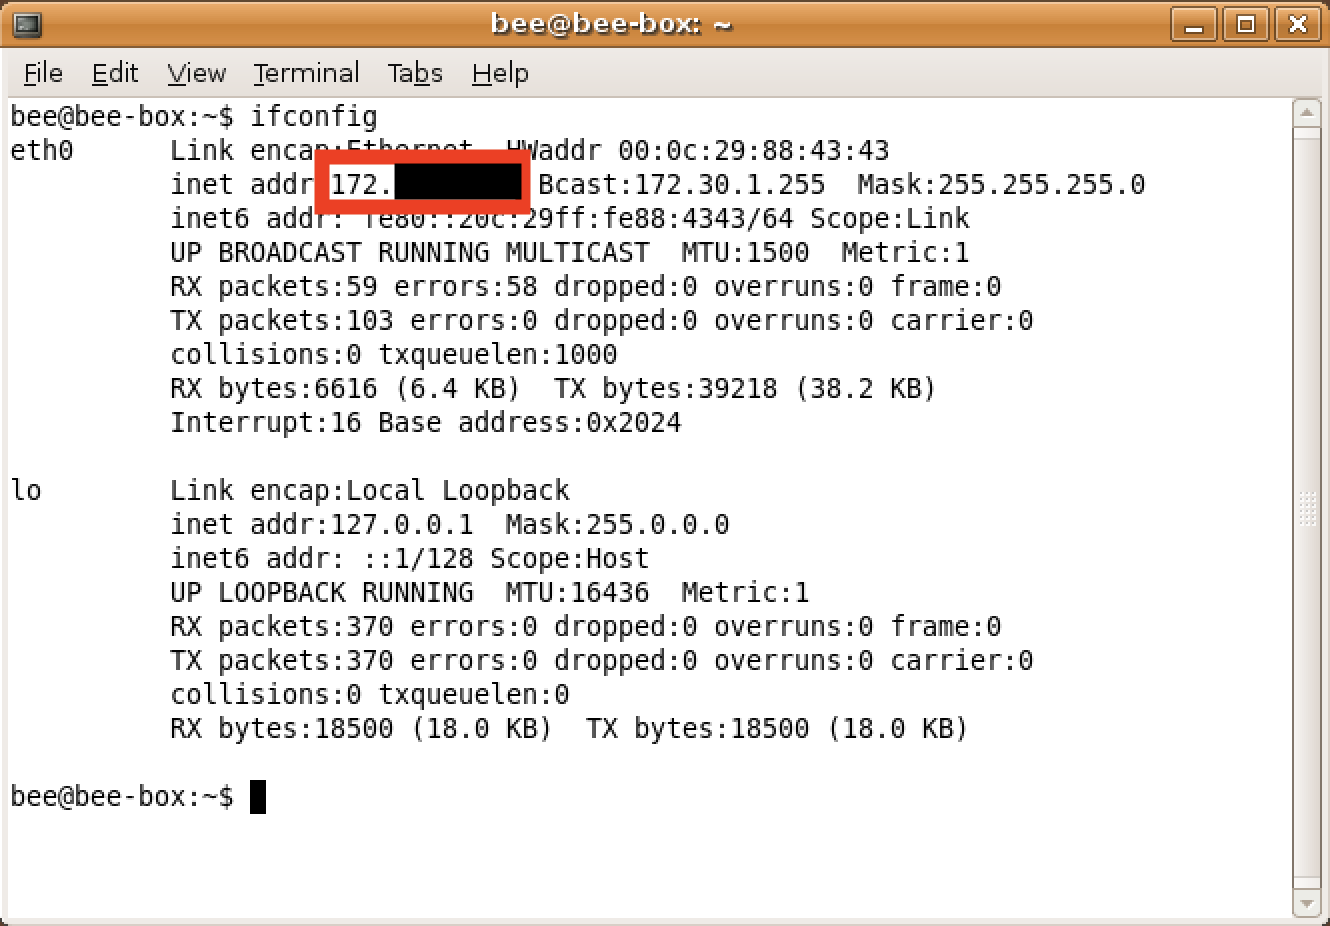 bee@bee-box: ~
File Edit View Terminal Tabs Help
bee@bee-box:~$ ifconfig
eth0 Link encap:Ethernet HWaddr 00:0c:29:88:43:43
inet addr 172. Bcast:172.30.1.255 Mask:255.255.255.0
inet6 addr: fe80::20c:29ff:fe88:4343/64 Scope:Link
UP BROADCAST RUNNING MULTICAST MTU:1500 Metric:1
RX packets:59 errors:58 dropped:0 overruns:0 frame:0
TX packets:103 errors:0 dropped:0 overruns:0 carrier:0
collisions:0 txqueuelen:1000
RX bytes:6616 (6.4 KB) TX bytes:39218 (38.2 KB)
Interrupt:16 Base address:0x2024
lo Link encap:Local Loopback
inet addr:127.0.0.1 Mask:255.0.0.0
inet6 addr: ::1/128 Scope:Host
UP LOOPBACK RUNNING MTU:16436 Metric:1
RX packets:370 errors:0 dropped:0 overruns:0 frame:0
TX packets:370 errors:0 dropped:0 overruns:0 carrier:0
collisions:0 txqueuelen:0
RX bytes:18500 (18.0 KB) TX bytes:18500 (18.0 KB)
bee@bee-box:~$